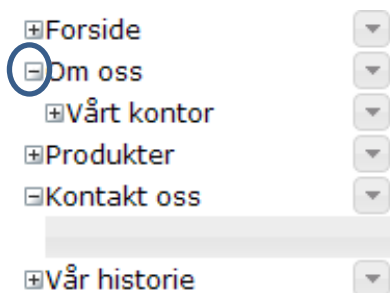 Forside
Om oss
Vårt kontor
Produkter
Kontakt oss
Vår historie